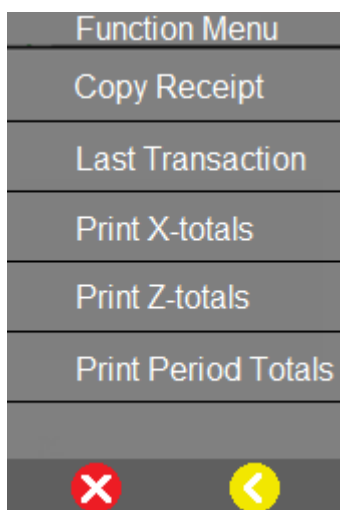 Function Menu
Copy Receipt
Last Transaction
Print X-totals
Print Z-totals
Print Period Totals